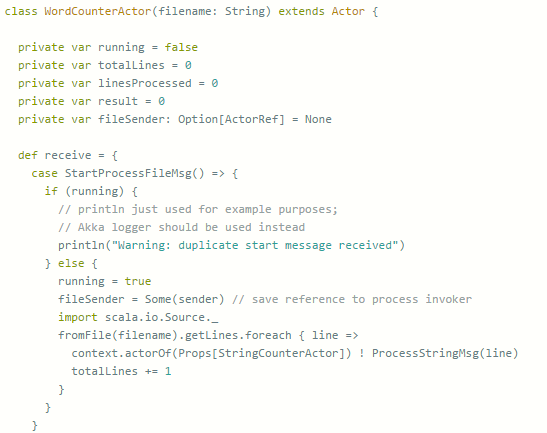 class WordCounterActor(filename: String) extends Actor {
  private var running = false
  private var totalLines = 0
  private var linesProcessed = 0
  private var result = 0
  private var fileSender: Option[ActorRef] = None
  def receive = {
    case StartProcessFileMsg() => {
      if (running) {
        // println just used for example purposes;
        // Akka logger should be used instead
        println("Warning: duplicate start message received")
      } else {
        running = true
        fileSender = Some(sender) // save reference to process invoker
        import scala.io.Source._
        fromFile(filename).getLines.foreach { line =>
          context.actorOf(Props[StringCounterActor]) ! ProcessStringMsg(line)
          totalLines += 1
        }
      }
    }